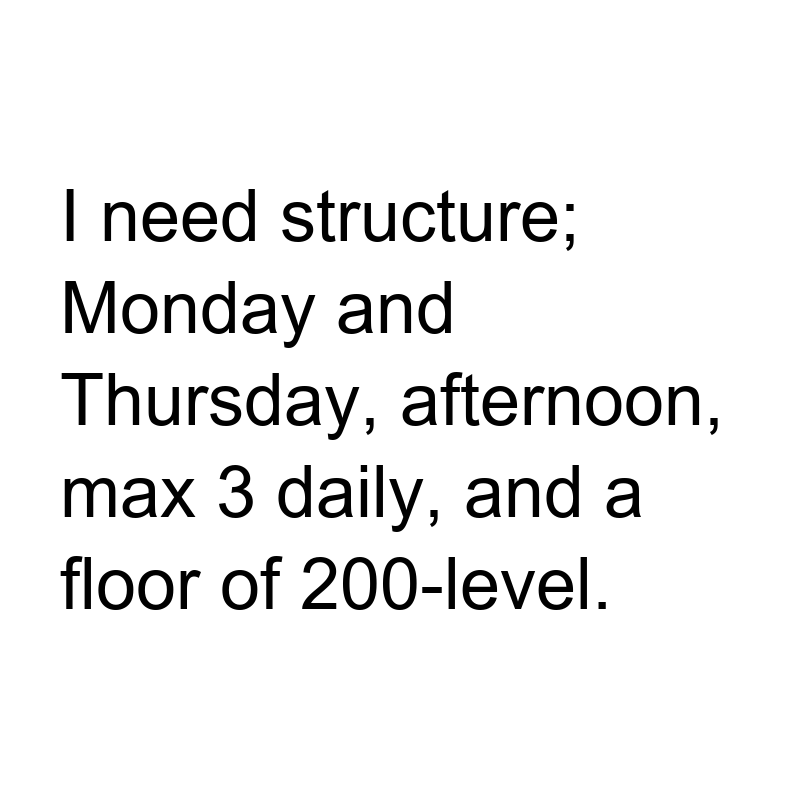 I need structure;
Monday and
Thursday, afternoon,
max 3 daily, and a
floor of 200-level.